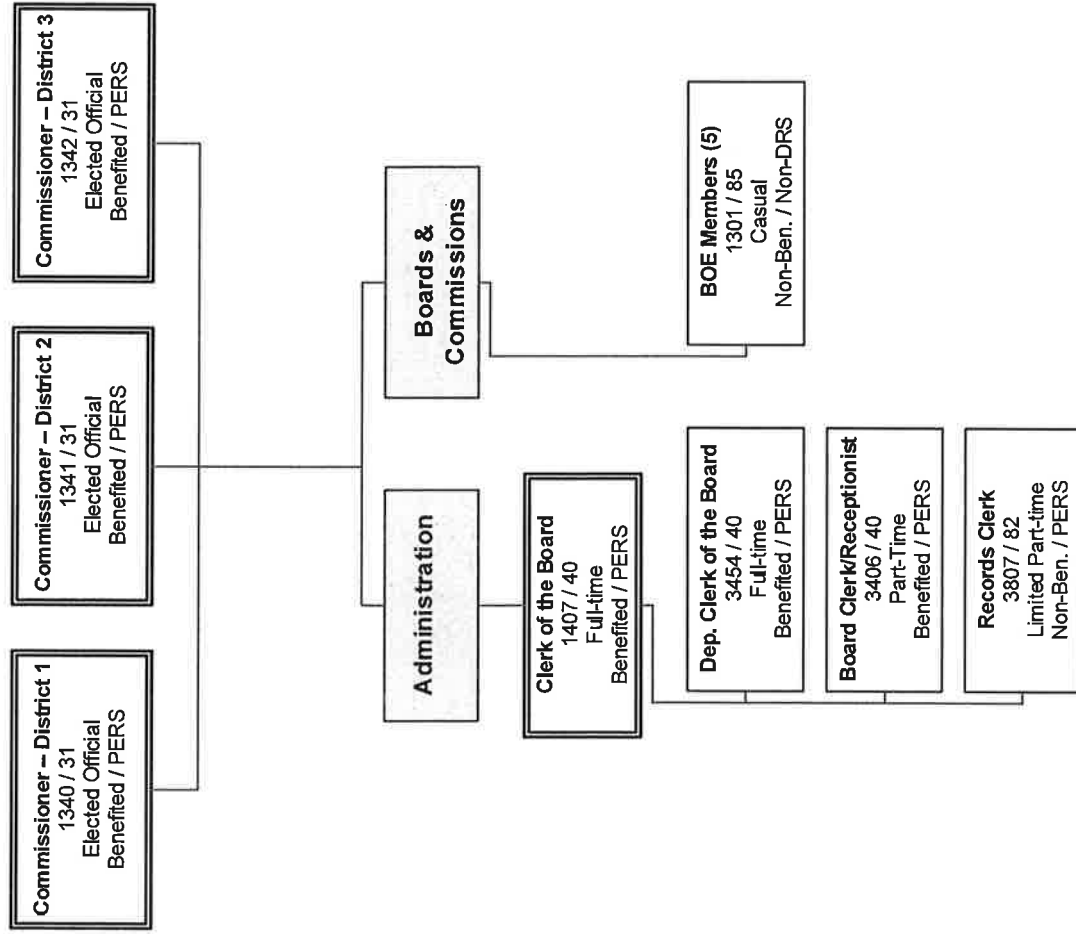 Commissioner – District 1
1340 / 31
Elected Official
Benefited / PERS
Commissioner – District 2
1341 / 31
Elected Official
Benefited / PERS
Commissioner – District 3
1342 / 31
Elected Official
Benefited / PERS
Administration
Boards &
Commissions
Clerk of the Board
1407 / 40
Full-time
Benefited / PERS
Dep. Clerk of the Board
3454 / 40
Full-time
Benefited / PERS
Board Clerk/Receptionist
3406 / 40
Part-Time
Benefited / PERS
Records Clerk
3807 / 82
Limited Part-time
Non-Ben. / PERS
BOE Members (5)
1301 / 85
Casual
Non-Ben. / Non-DRS